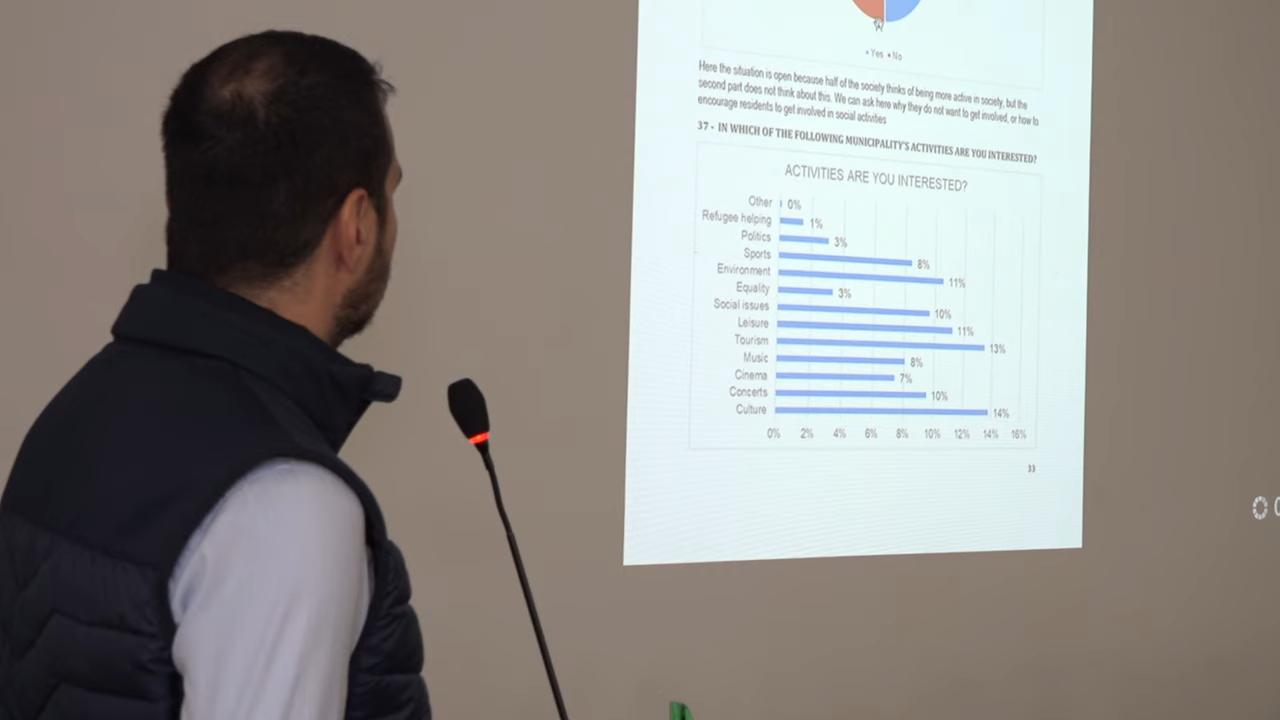 Yes No
Here the situation is open because half of the society thinks of being more active in society, but the
second part does not think about this. We can ask here why they do not want to get involved, or how to
encourage residents to get involved in social activities
37 - IN WHICH OF THE FOLLOWING MUNICIPALITY'S ACTIVITIES ARE YOU INTERESTED?
ACTIVITIES ARE YOU INTERESTED?
Other 0%
Refugee helping 1%
Politics 3%
Sports 8%
Environment 11%
Equality 3%
Social issues 10%
Leisure 11%
Tourism 13%
Music 8%
Cinema 7%
Concerts 10%
Culture 14%
0% 2% 4% 6% 8% 10% 12% 14% 16%
33